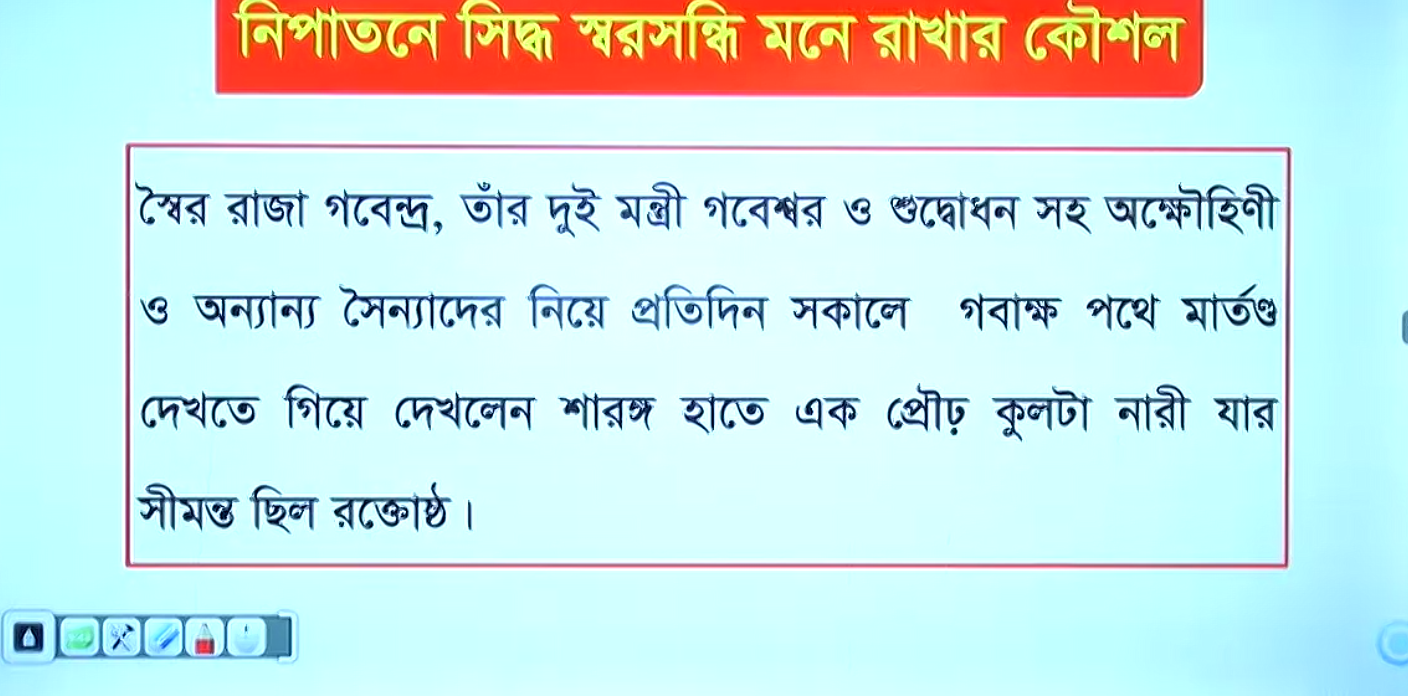 নিপাতনে সিদ্ধ স্বরসন্ধি মনে রাখার কৌশল
স্বৈর রাজা গবেন্দ্র, তাঁর দুই মন্ত্রী গবেশ্বর ও শুদ্বোধন সহ অক্ষৌহিণী
ও অন্যান্য সৈন্যাদের নিয়ে প্রতিদিন সকালে গবাক্ষ পথে মার্তণ্ড
দেখতে গিয়ে দেখলেন শারঙ্গ হাতে এক প্রৌঢ় কুলটা নারী যার
সীমন্ত ছিল রক্তোষ্ঠ।